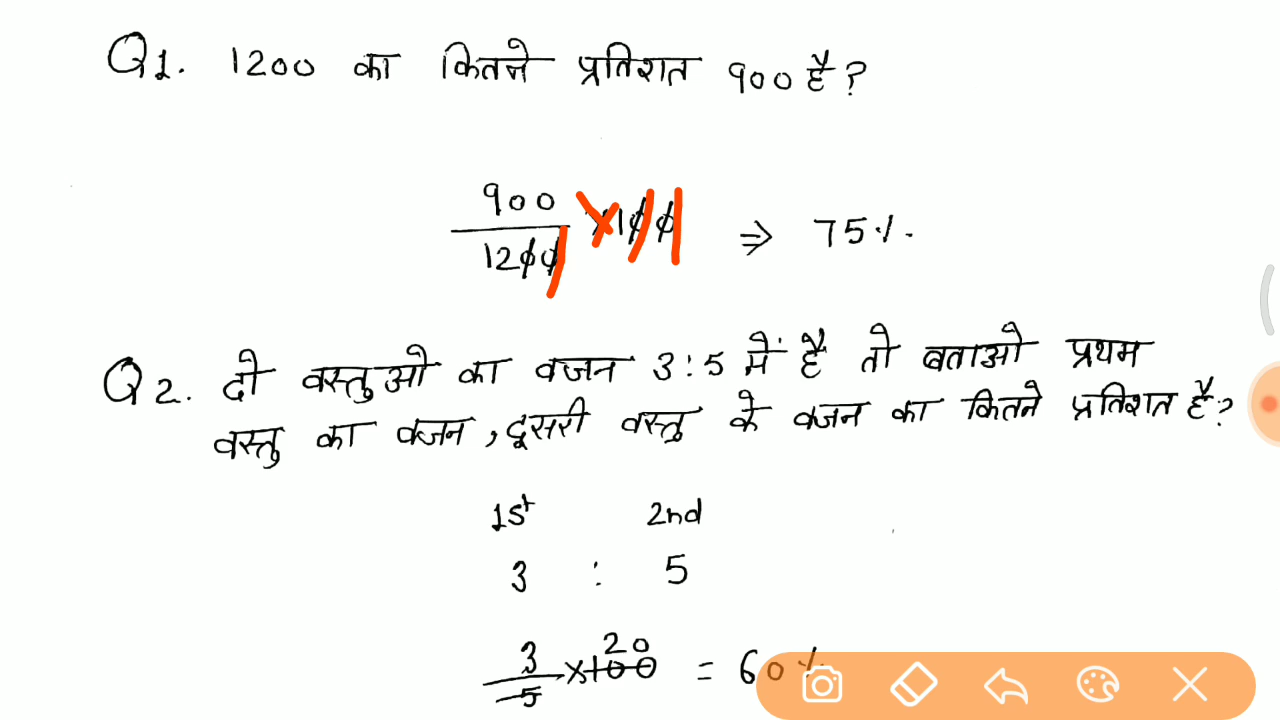 Q1. 1200 का कितने प्रतिशत 900 है?
900
1200
×100 ⇒ 75%.
Q2. दो वस्तुओ का वजन 3:5 में है तो बताओ प्रथम
वस्तु का वजन, दूसरी वस्तु के वजन का कितने प्रतिशत है?
1st 2nd
3 : 5
3
5
×100 20 = 60%